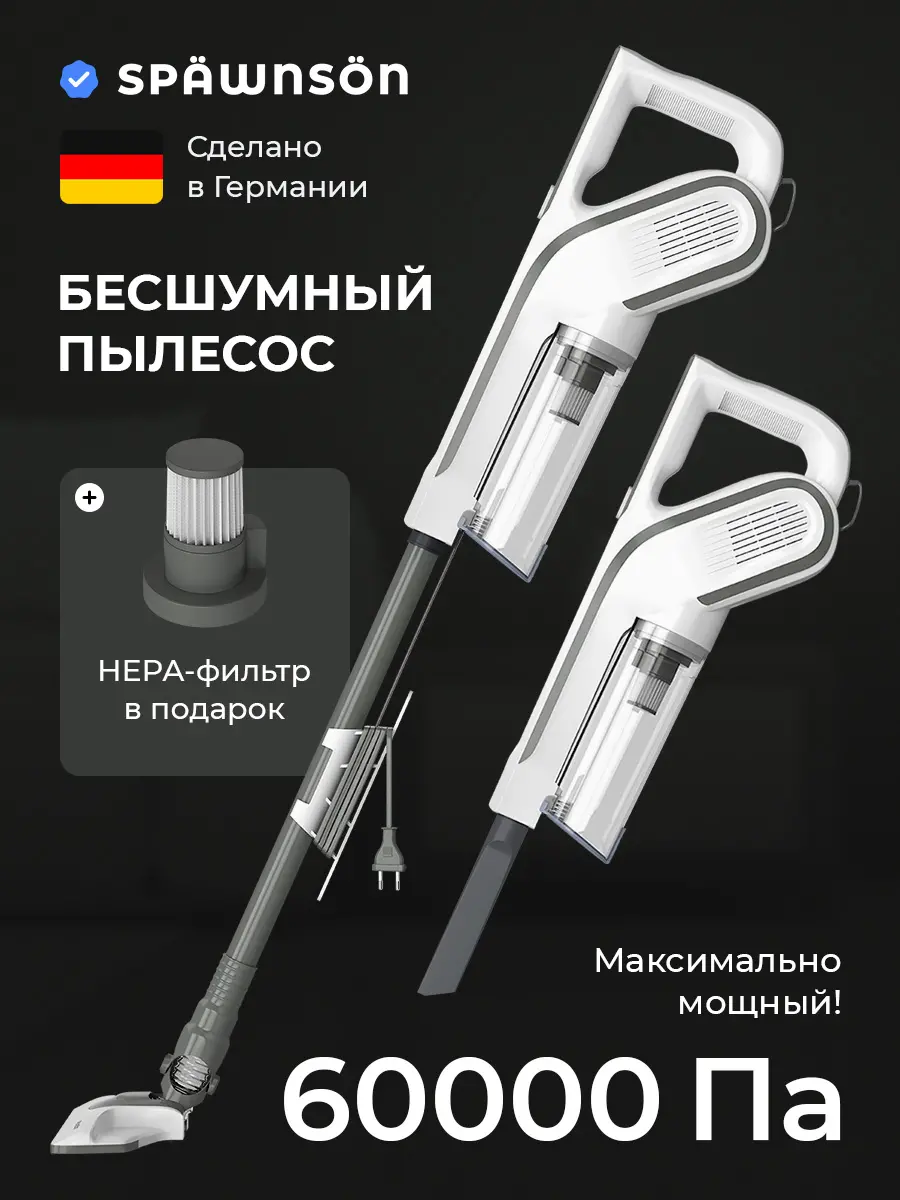 SPÄWNSÖN
Сделано
в Германии
БЕСШУМНЫЙ
ПЫЛЕСОС
HEPA-фильтр
в подарок
Максимально
мощный!
60000 Па